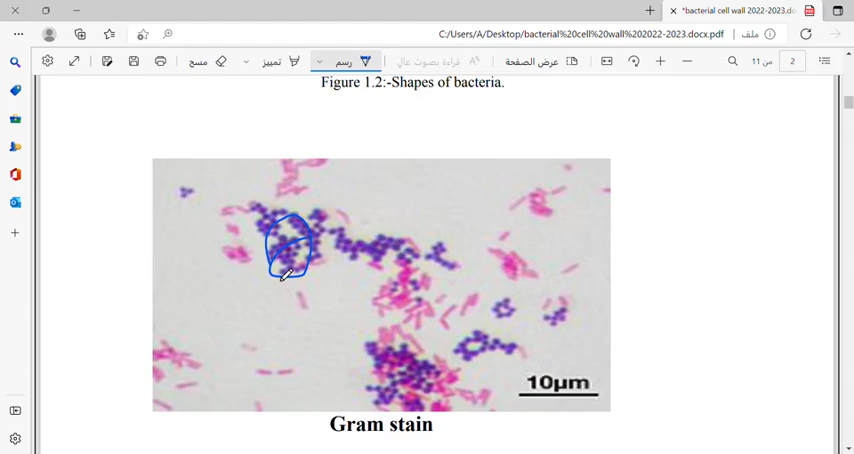 *bacterial cell wall 2022-2023.do
C:/Users/A/Desktop/bacterial%20cell%20wall%202022-2023.docx.pdf
ملف
مسح
تمييز
رسم
قراءة بصوت عالٍ
عرض الصفحة
من 11
2
Figure 1.2:-Shapes of bacteria.
10µm
Gram stain